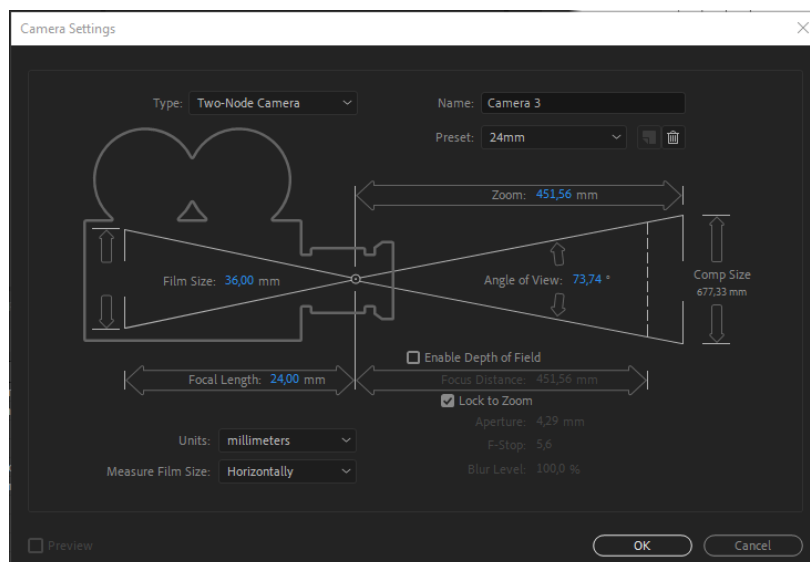 Camera Settings
Type: Two-Node Camera
Name: Camera 3
Preset: 24mm
Zoom: 451,56 mm
Film Size: 36,00 mm
Angle of View: 73,74 °
Comp Size
677,33 mm
Enable Depth of Field
Focal Length: 24,00 mm
Focus Distance: 451,56 mm
Lock to Zoom
Aperture: 4,29 mm
Units: millimeters
F-Stop: 5,6
Measure Film Size: Horizontally
Blur Level: 100,0 %
Preview
OK
Cancel